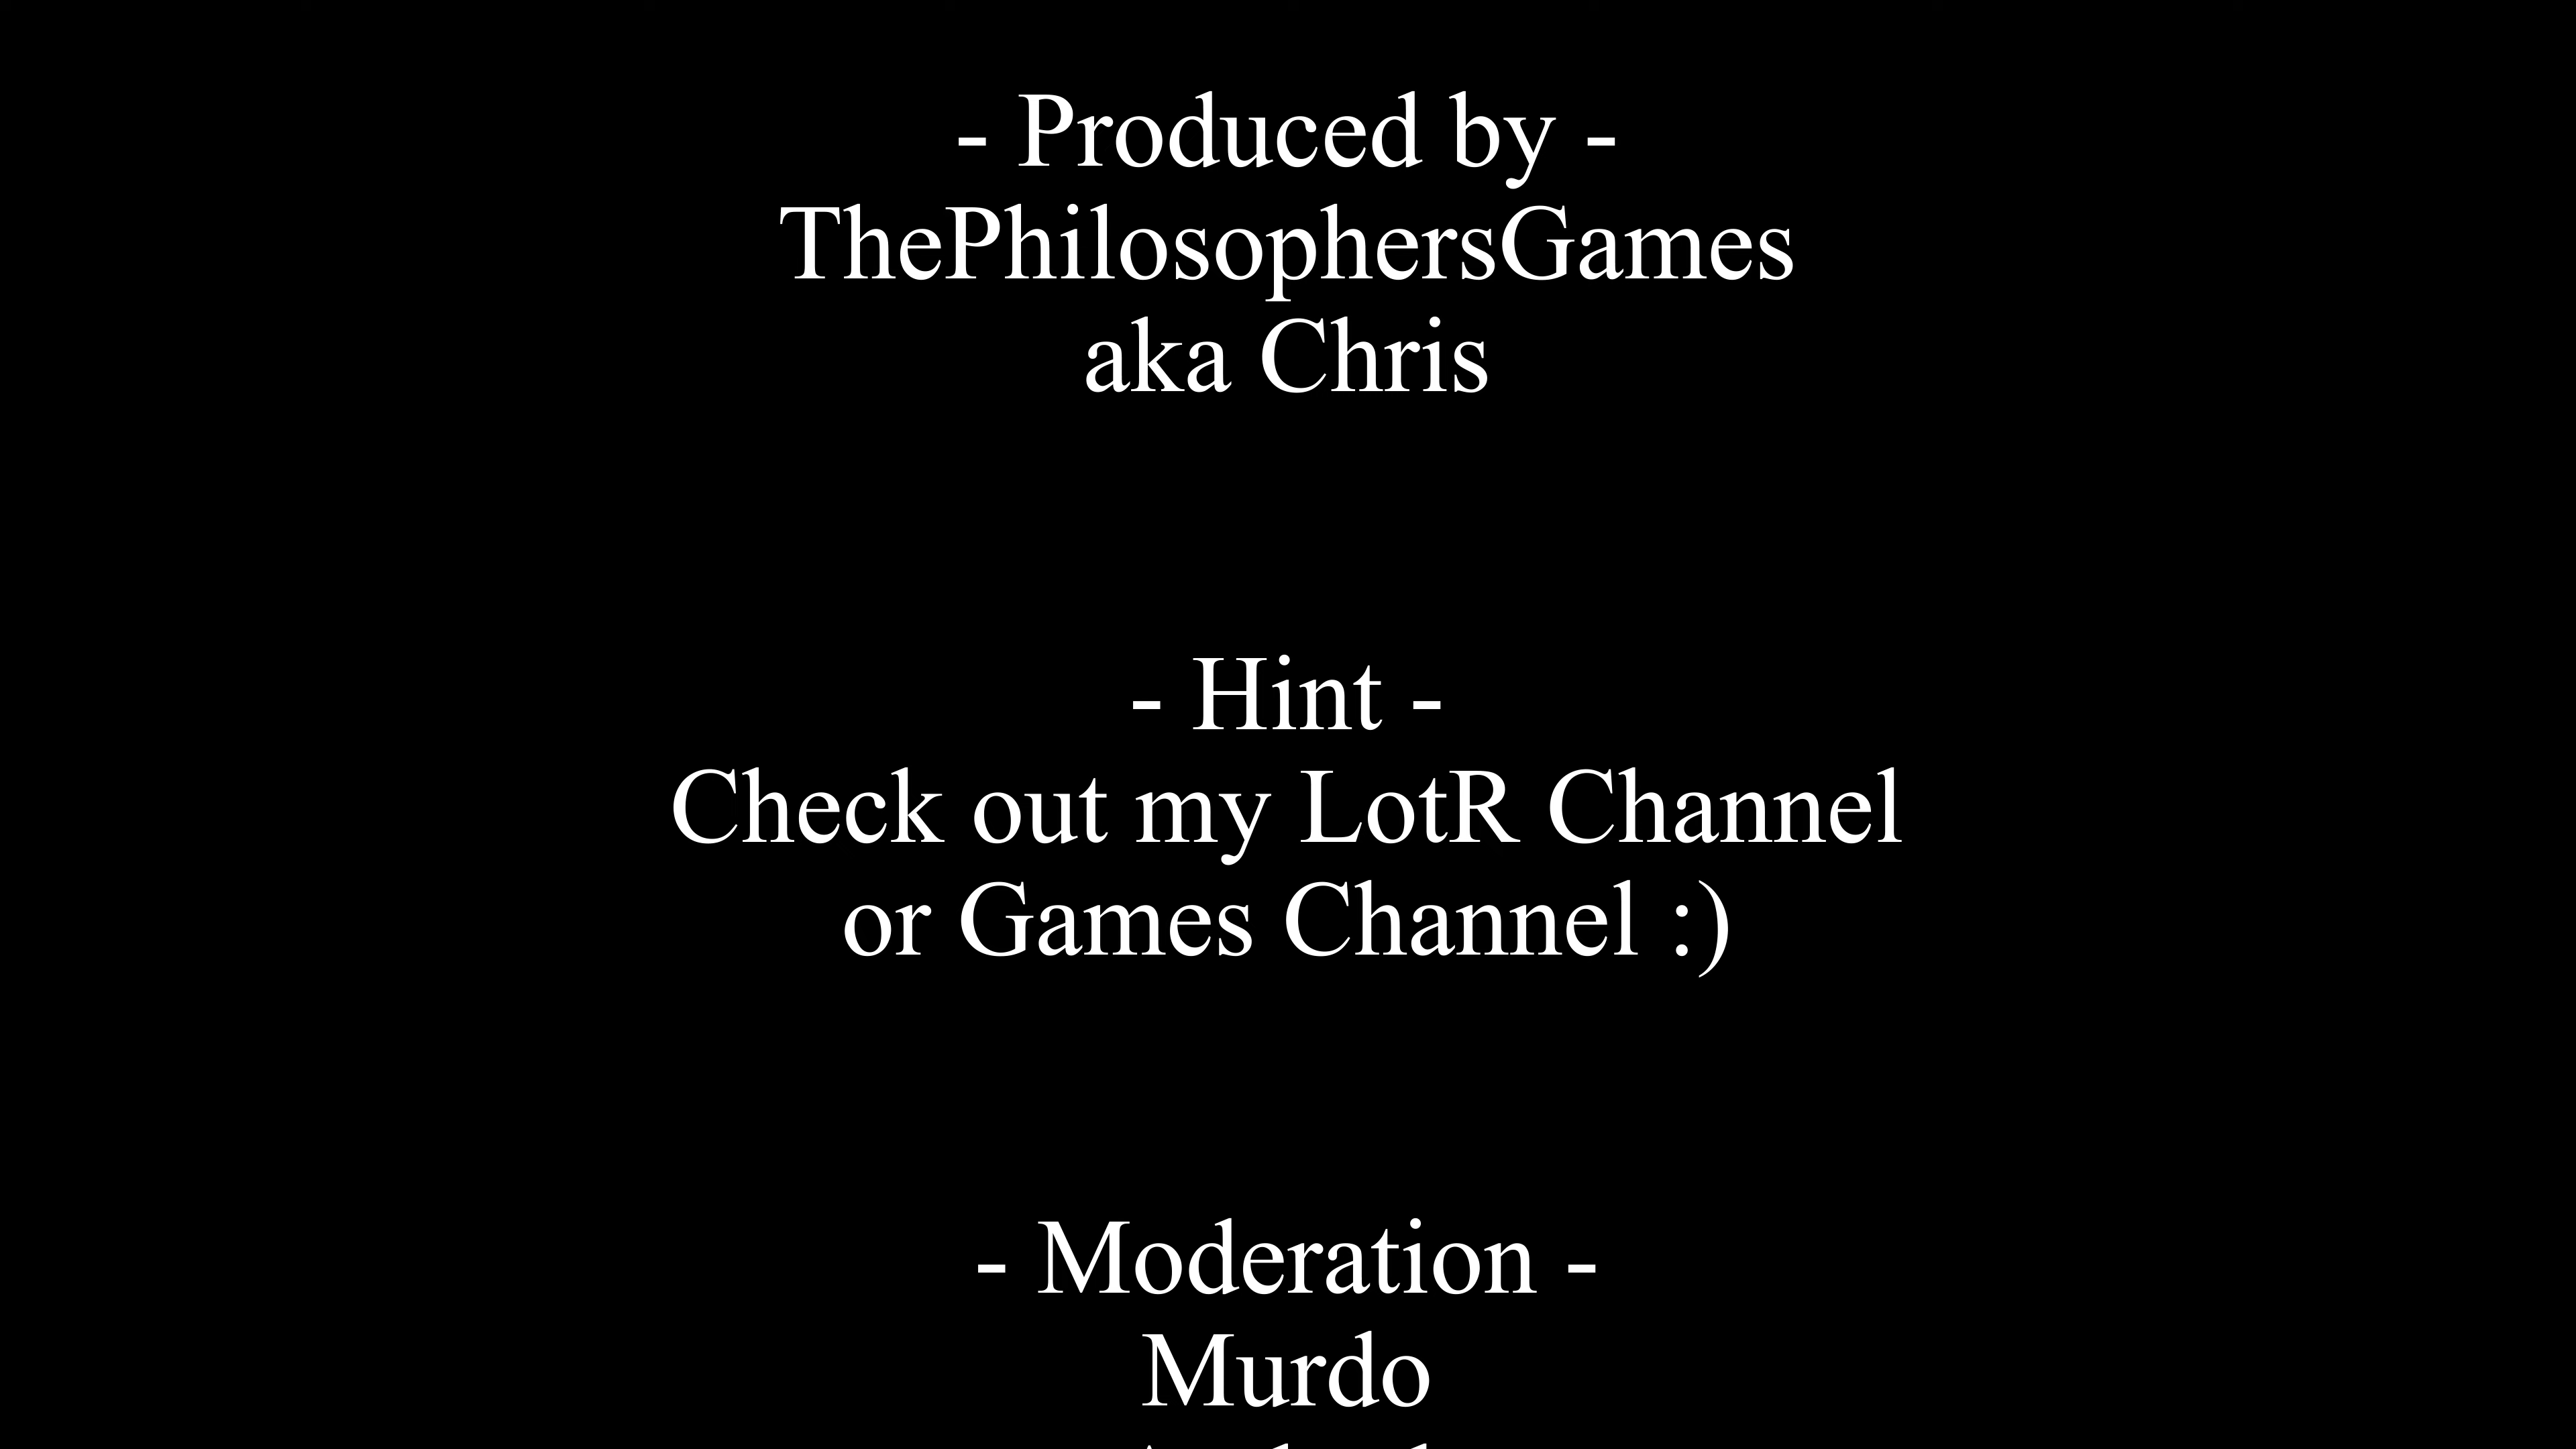 - Produced by -
ThePhilosophersGames
aka Chris
- Hint -
Check out my LotR Channel
or Games Channel :)
- Moderation -
Murdo